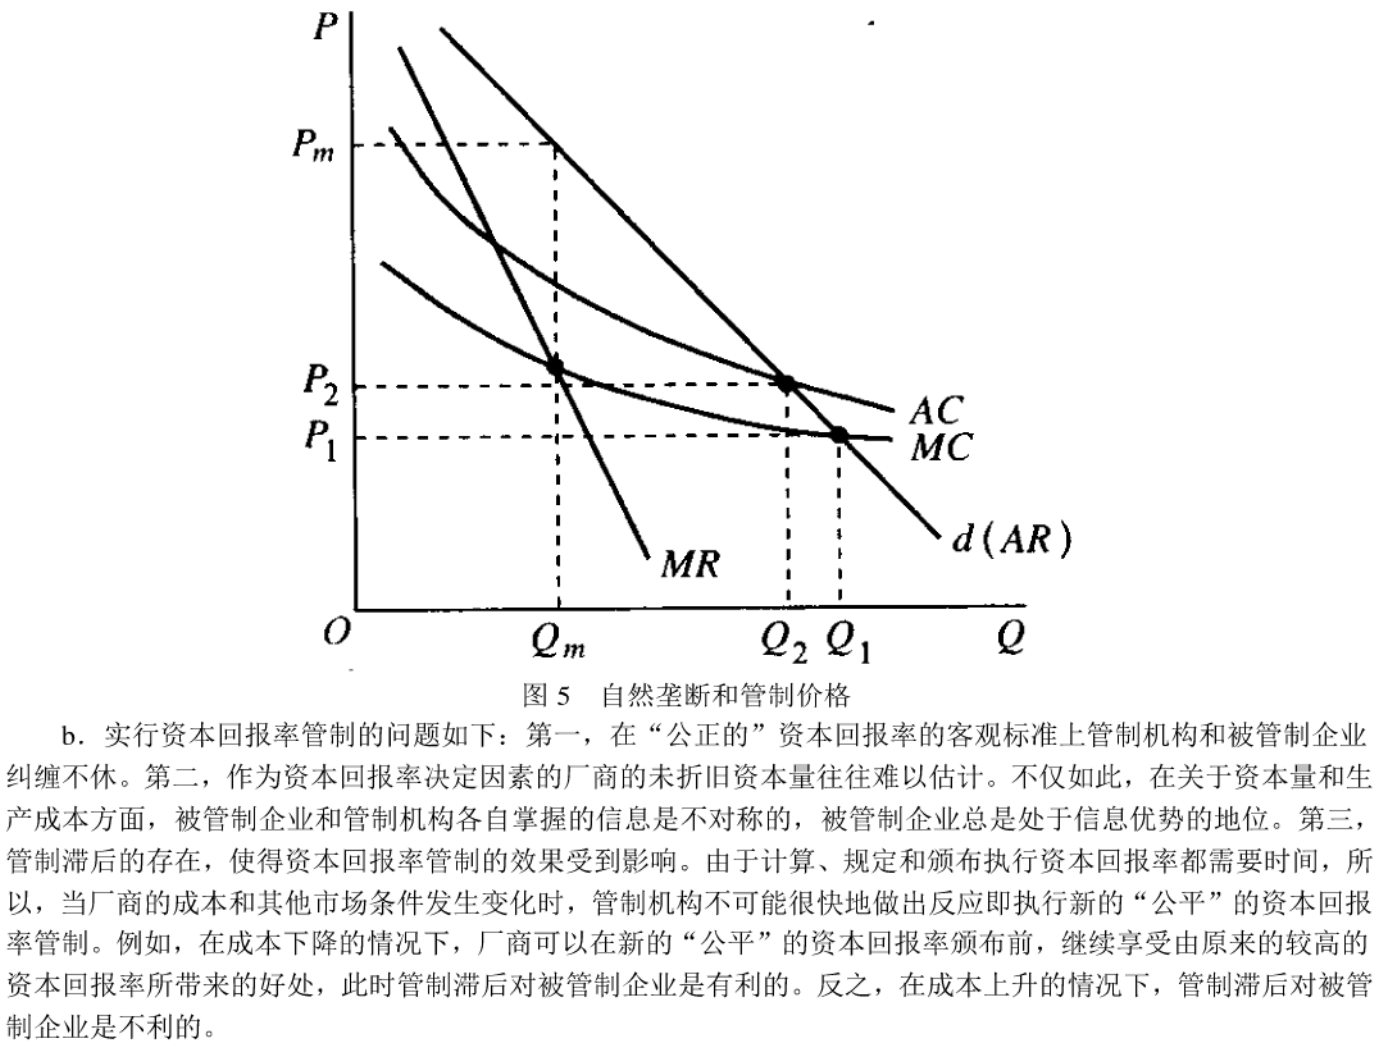 P
P_m
P_2
P_1
AC
MC
d(AR)
MR
O
Q_m
Q_2
Q_1
Q
图 5 自然垄断和管制价格
b．实行资本回报率管制的问题如下：第一，在“公正的”资本回报率的客观标准上管制机构和被管制企业
纠缠不休。第二，作为资本回报率决定因素的厂商的未折旧资本量往往难以估计。不仅如此，在关于资本量和生
产成本方面，被管制企业和管制机构各自掌握的信息是不对称的，被管制企业总是处于信息优势的地位。第三，
管制滞后的存在，使得资本回报率管制的效果受到影响。由于计算、规定和颁布执行资本回报率都需要时间，所
以，当厂商的成本和其他市场条件发生变化时，管制机构不可能很快地做出反应即执行新的“公平”的资本回报
率管制。例如，在成本下降的情况下，厂商可以在新的“公平”的资本回报率颁布前，继续享受由原来的较高的
资本回报率所带来的好处，此时管制滞后对被管制企业是有利的。反之，在成本上升的情况下，管制滞后对被管
制企业是不利的。